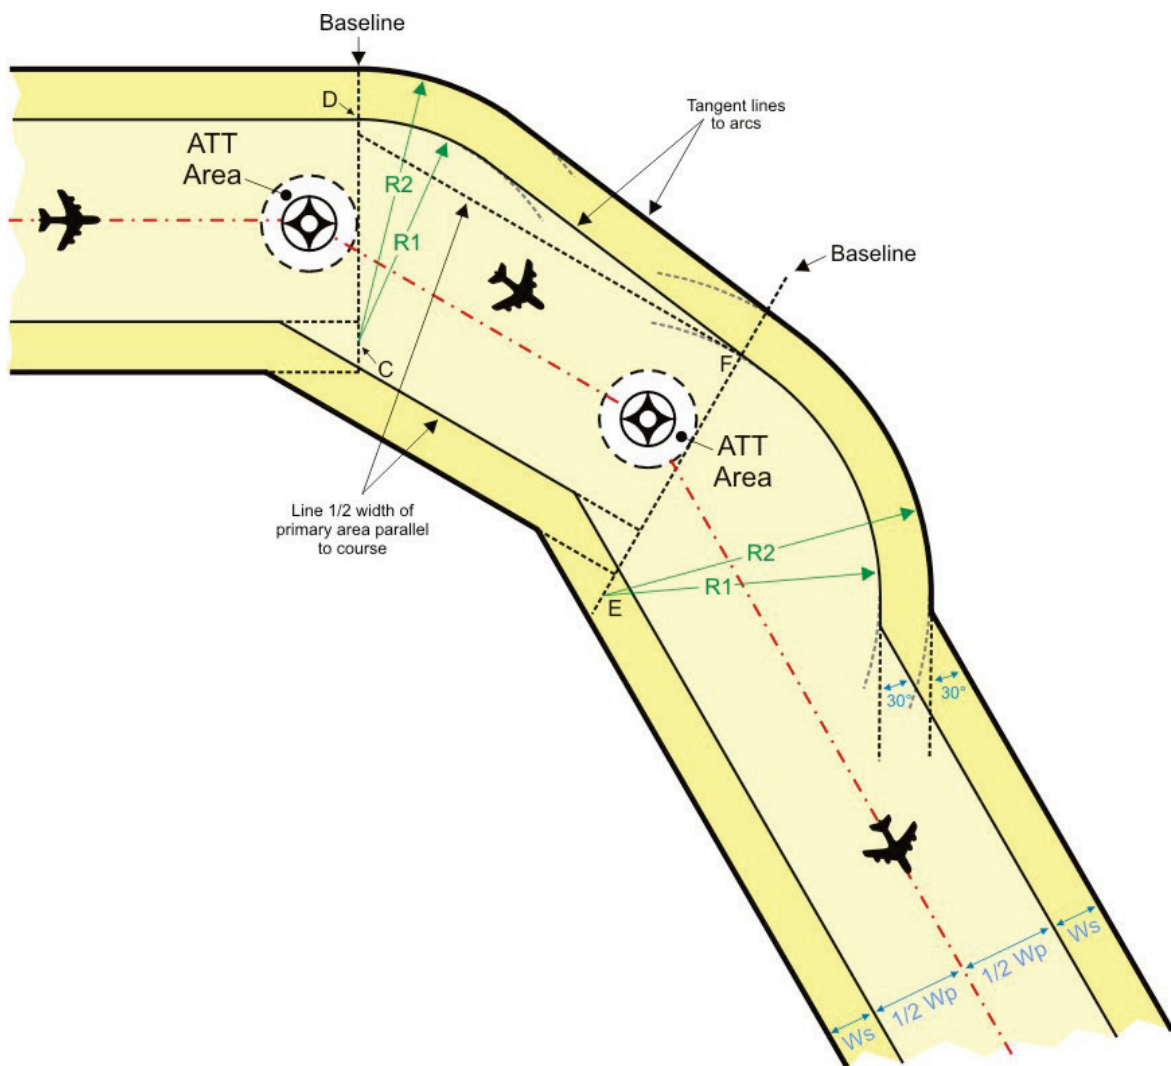 Baseline
D
Tangent lines
to arcs
ATT
Area
R2
R1
Baseline
C
F
ATT
Area
Line 1/2 width of
primary area parallel
to course
R2
R1
E
30°
30°
Ws
1/2 Wp
1/2 Wp
Ws